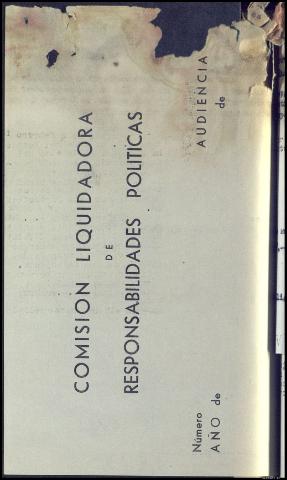 COMISION LIQUIDADORA
DE
RESPONSABILIDADES POLITICAS
Número
AÑO de
AUDIENCIA
de